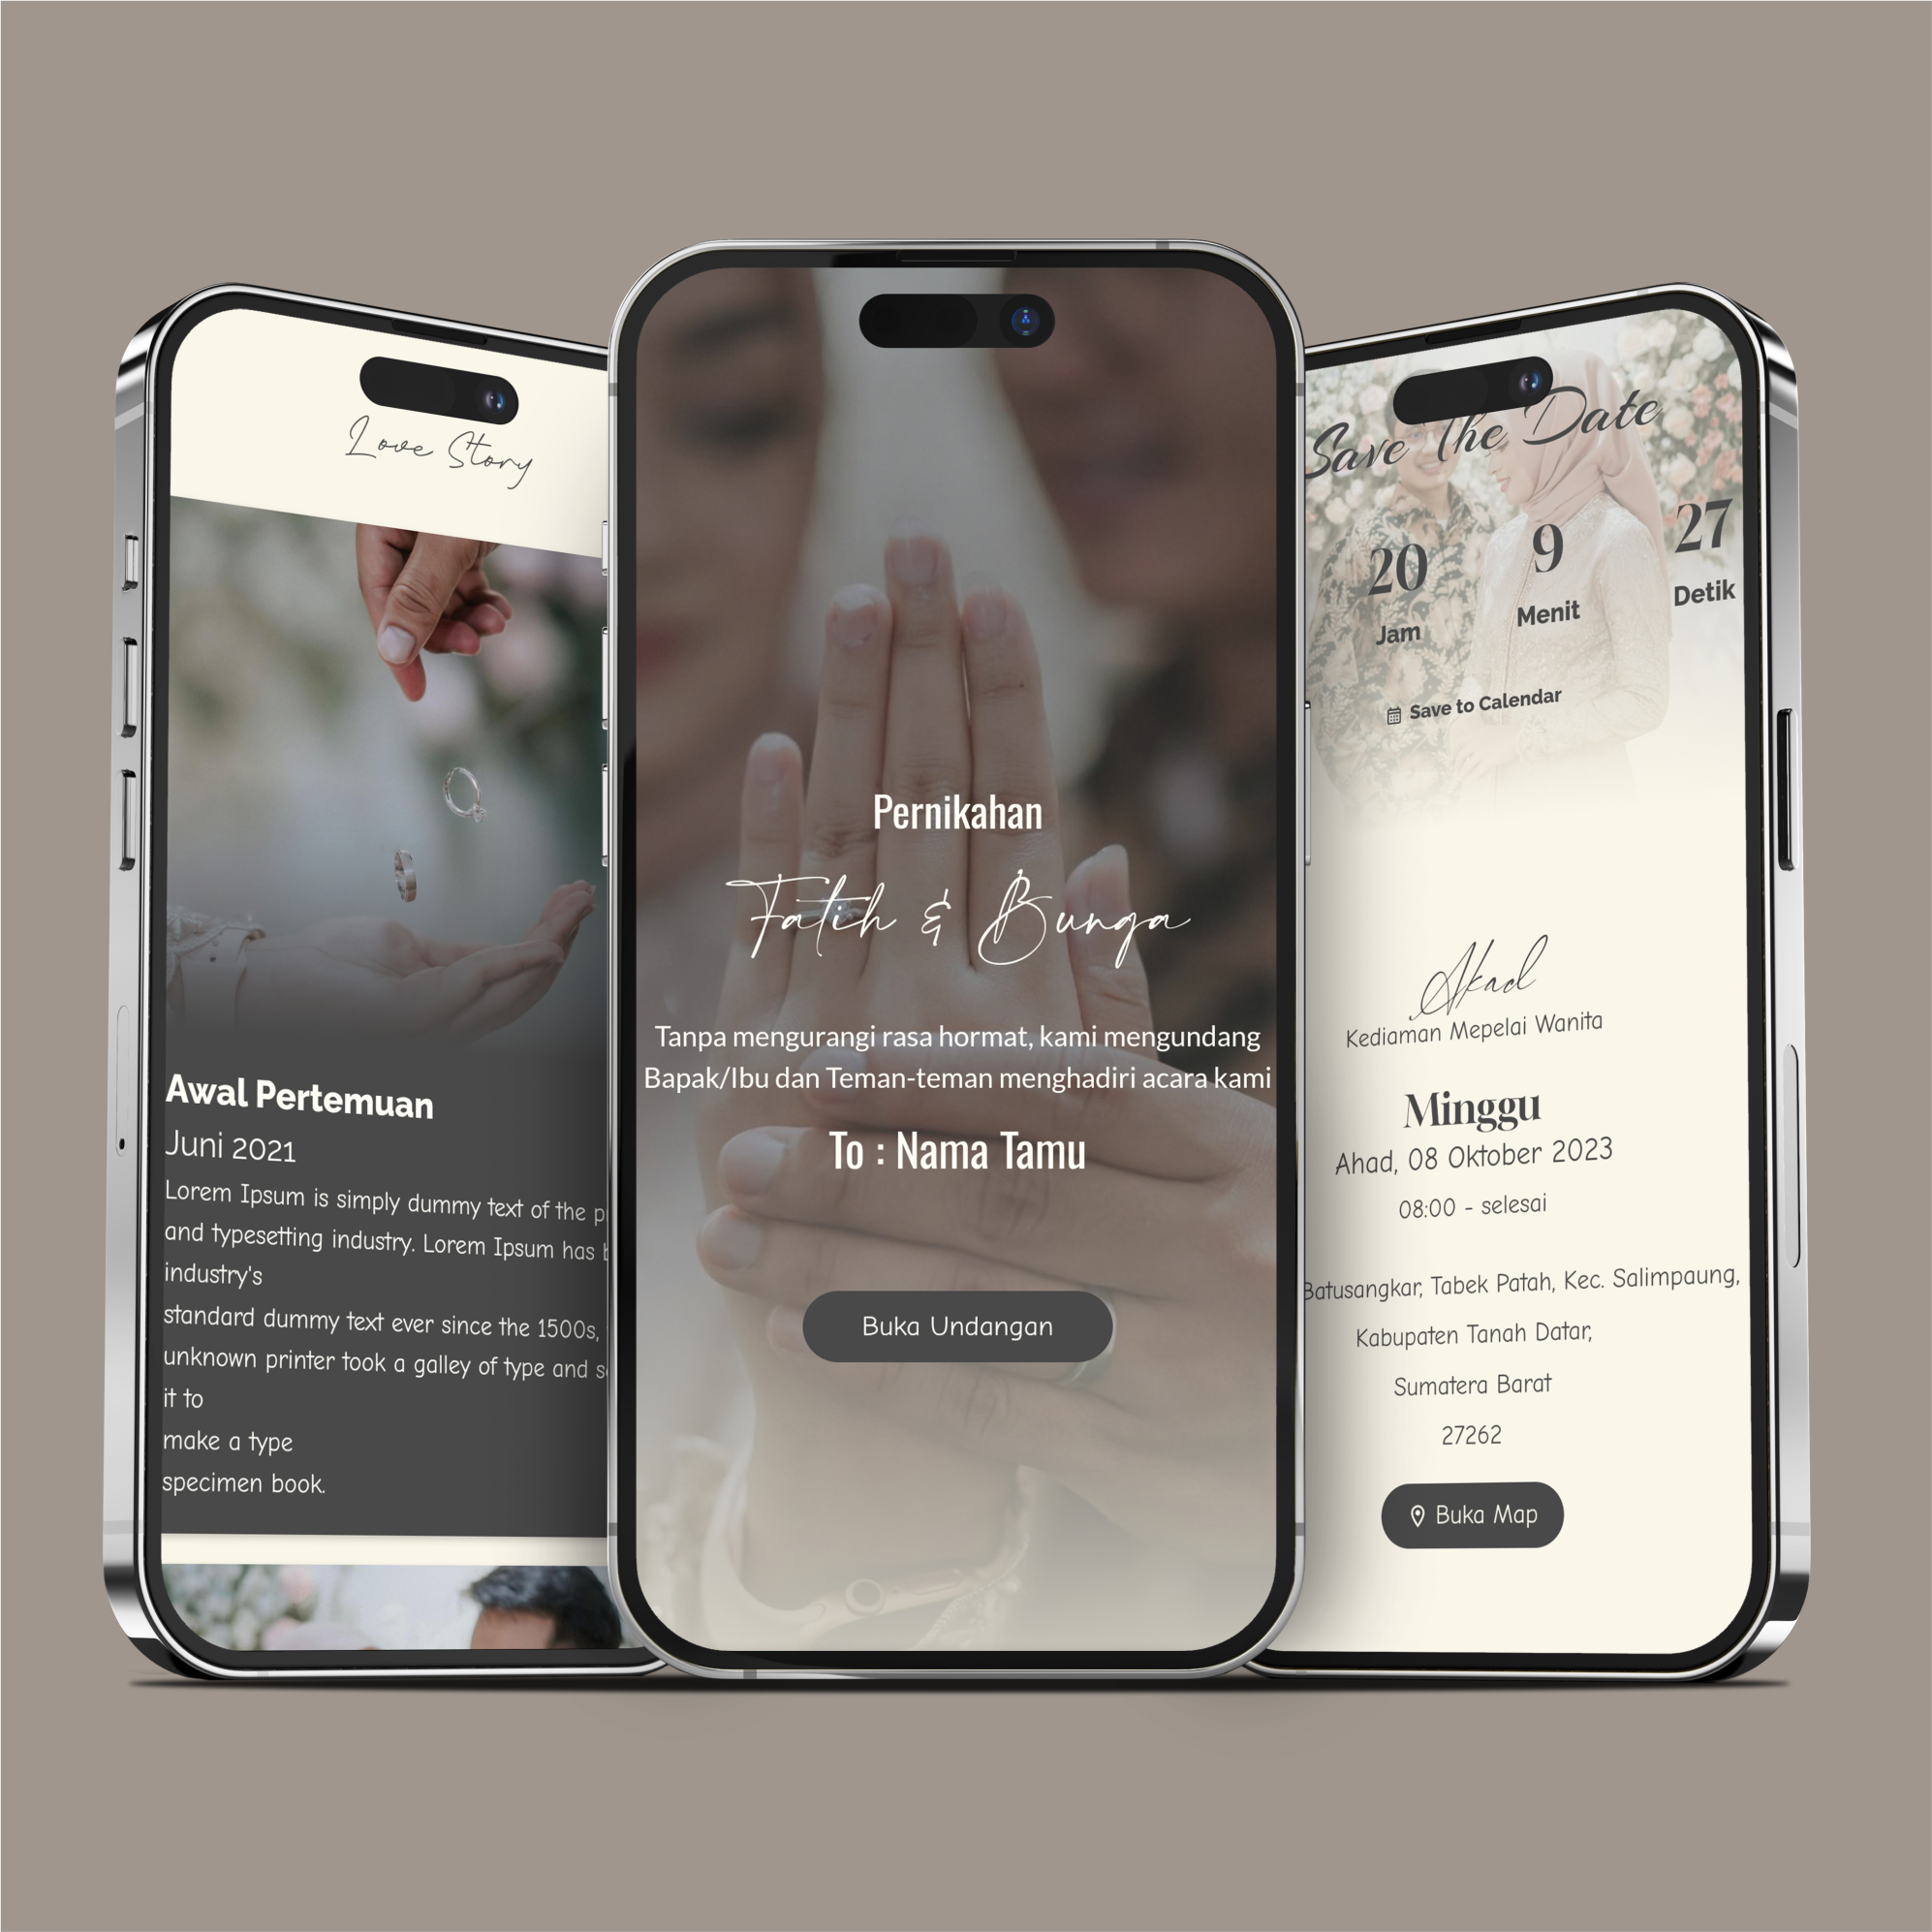 Love Story
Awal Pertemuan
Juni 2021
Lorem Ipsum is simply dummy text of the
and typesetting industry. Lorem Ipsum has
industry's
standard dummy text ever since the 1500s,
unknown printer took a galley of type and
it to
make a type
specimen book.
Pernikahan
Fatih & Bunga
Tanpa mengurangi rasa hormat, kami mengundang
Bapak/Ibu dan Teman-teman menghadiri acara kami
To : Nama Tamu
Buka Undangan
Save The Date
20 9 27
Jam Menit Detik
Save to Calendar
Akad
Kediaman Mepelai Wanita
Minggu
Ahad, 08 Oktober 2023
08:00 - selesai
Batusangkar, Tabek Patah, Kec. Salimpaung,
Kabupaten Tanah Datar,
Sumatera Barat
27262
Buka Map